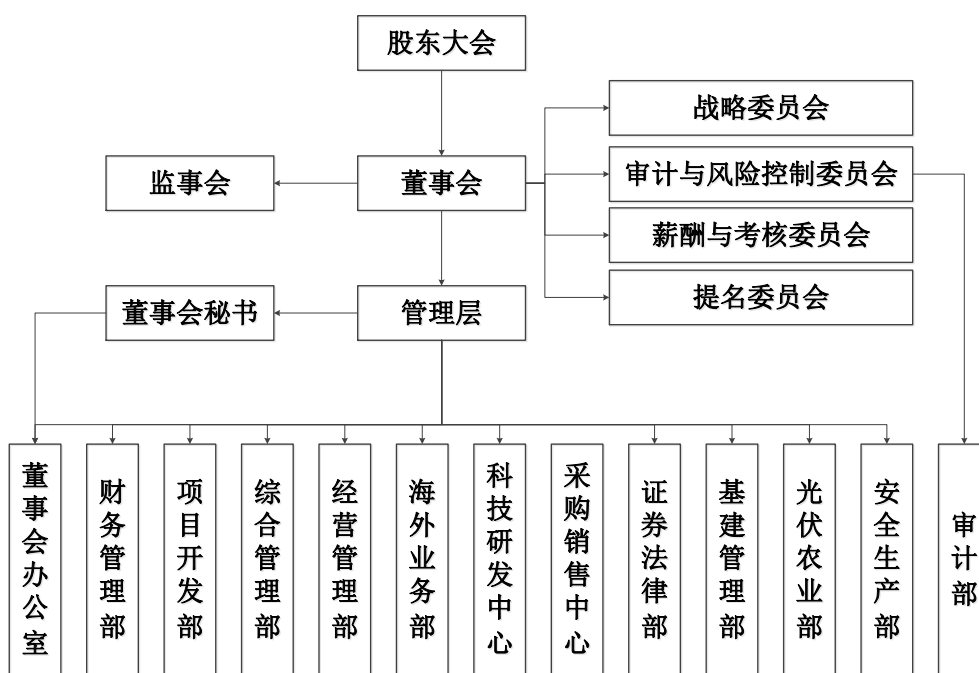 股东大会
战略委员会
监事会
董事会
审计与风险控制委员会
薪酬与考核委员会
董事会秘书
管理层
提名委员会
董事会办公室
财务管理部
项目开发部
综合管理部
经营管理部
海外业务部
科技研发中心
采购销售中心
证券法律部
基建管理部
光伏农业部
安全生产部
审计部